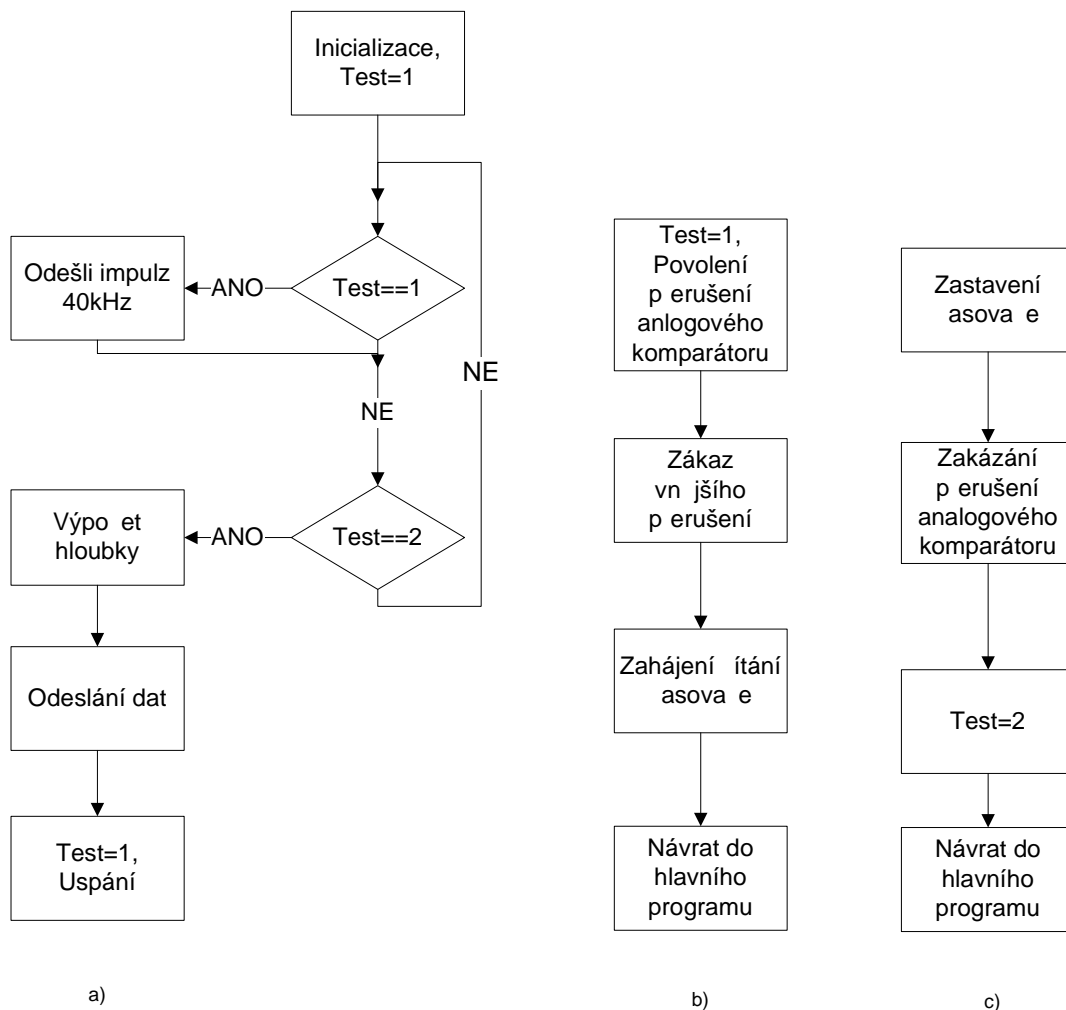 Inicializace,
Test=1
Test==1
ANO
Odešli impulz
40kHz
NE
NE
Test==2
ANO
Výpo et
hloubky
Odeslání dat
Test=1,
Uspání
a)
Test=1,
Povolení
p erušení
anlogového
komparátoru
Zákaz
vn jšího
p erušení
Zahájení ítání
asova e
Návrat do
hlavního
programu
b)
Zastavení
asova e
Zakázání
p erušení
analogového
komparátoru
Test=2
Návrat do
hlavního
programu
c)